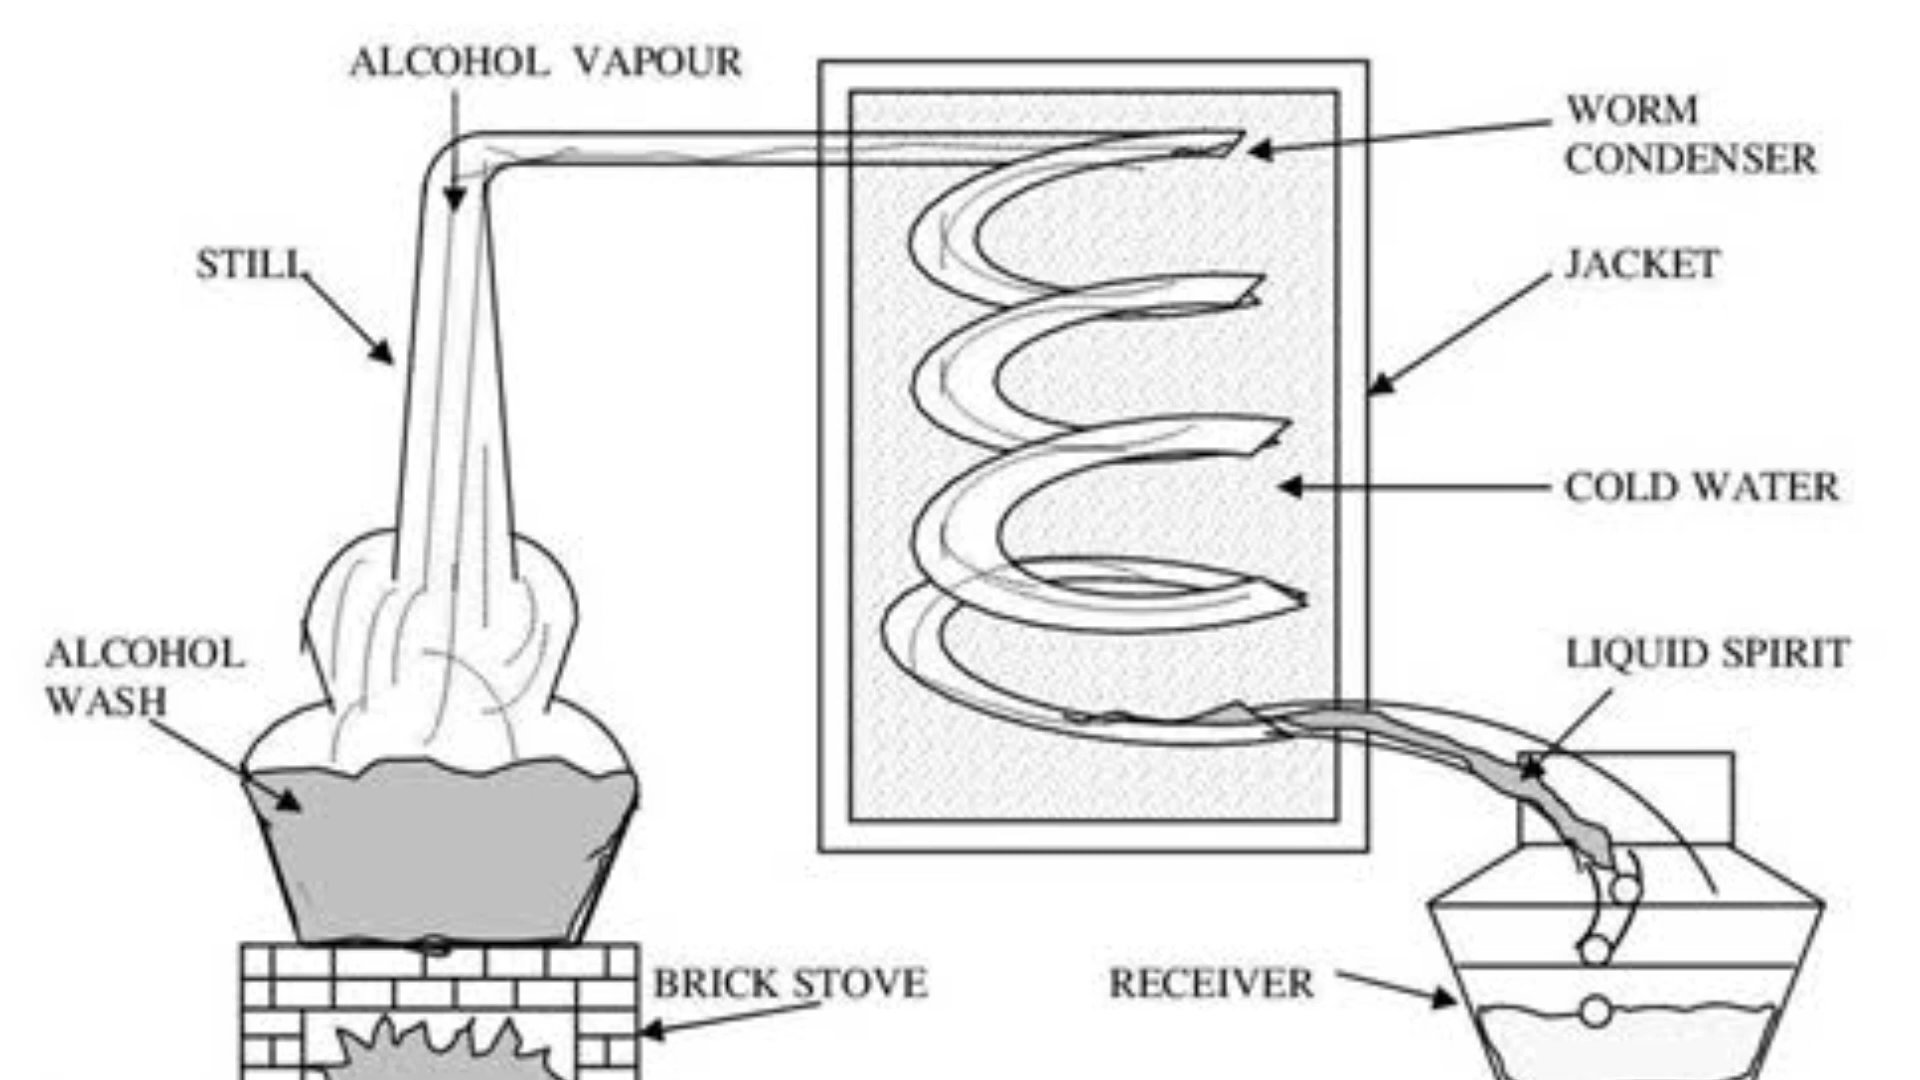 ALCOHOL VAPOUR
WORM
CONDENSER
STILL
JACKET
COLD WATER
ALCOHOL
WASH
LIQUID SPIRIT
BRICK STOVE
RECEIVER